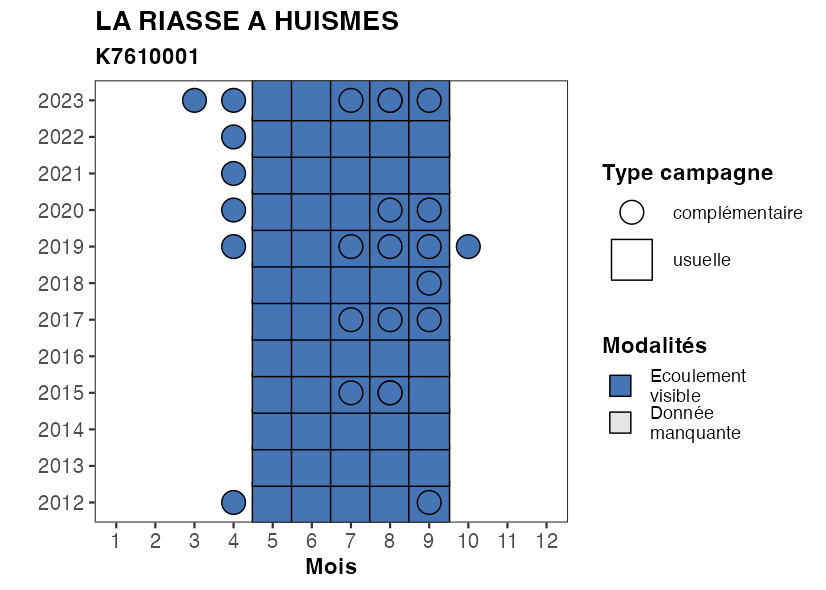 LA RIASSE A HUISMES
K7610001
2023
2022
2021
2020
2019
2018
2017
2016
2015
2014
2013
2012
1 2 3 4 5 6 7 8 9 10 11 12
Mois
Type campagne
complémentaire
usuelle
Modalités
Ecoulement
visible
Donnée
manquante